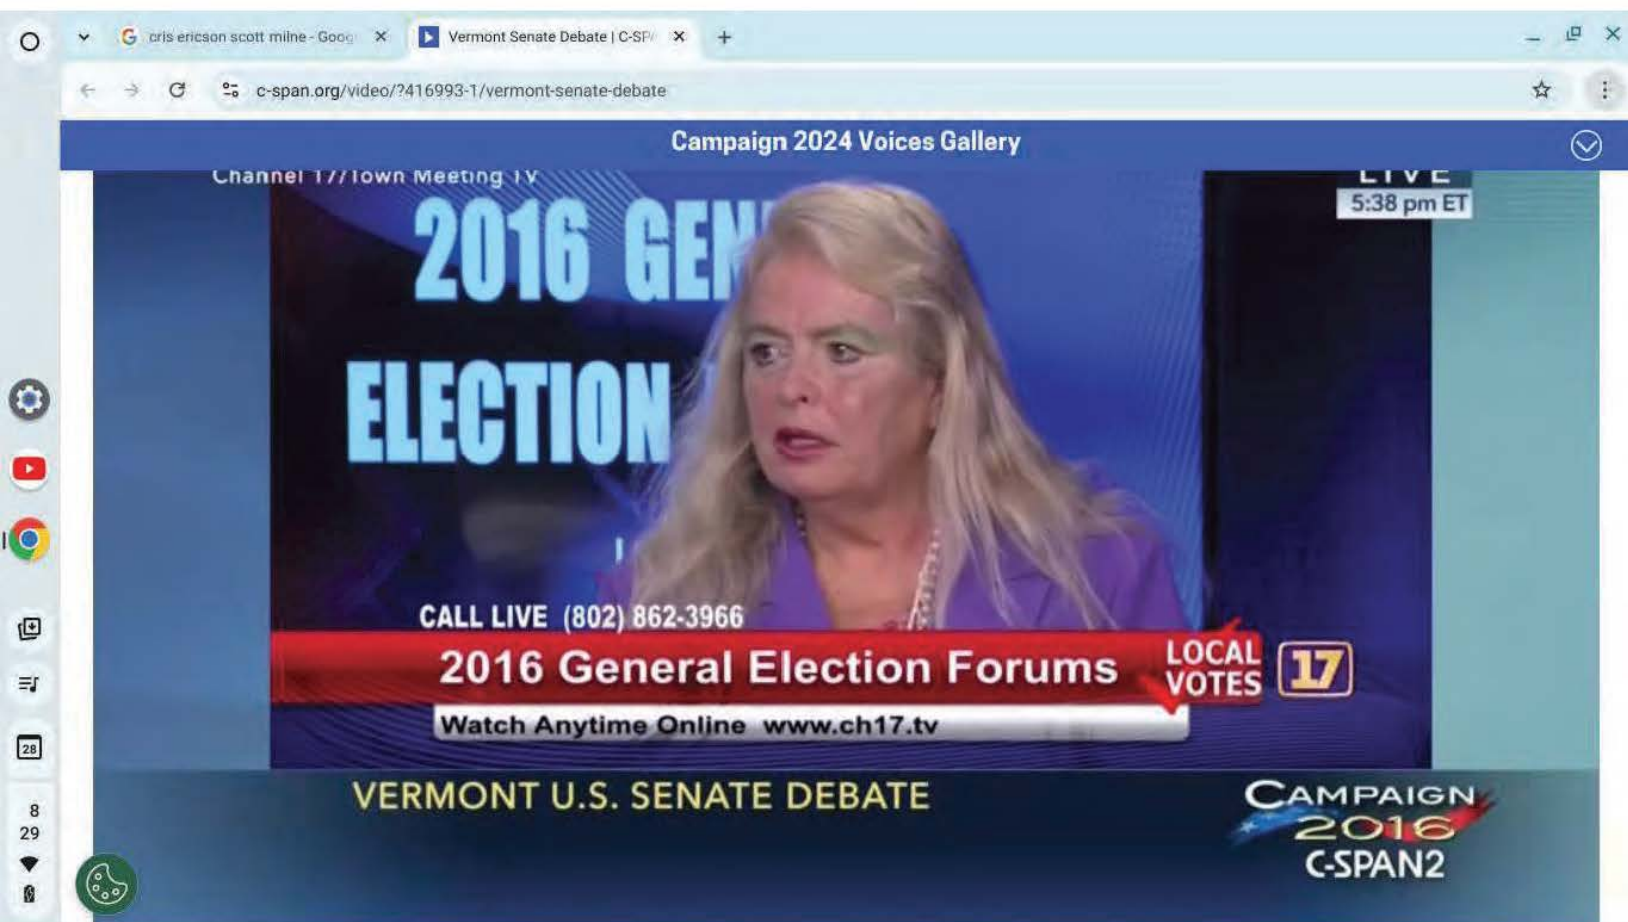 cris ericson scott milne - Goog
Vermont Senate Debate | C-SP
c-span.org/video/?416993-1/vermont-senate-debate
Campaign 2024 Voices Gallery
Channel 17/Town Meeting TV
LIVE
5:38 pm ET
2016 GEN
ELECTION
CALL LIVE (802) 862-3966
2016 General Election Forums
LOCAL
VOTES
17
Watch Anytime Online www.ch17.tv
VERMONT U.S. SENATE DEBATE
CAMPAIGN
2016
C-SPAN2
28
8
29